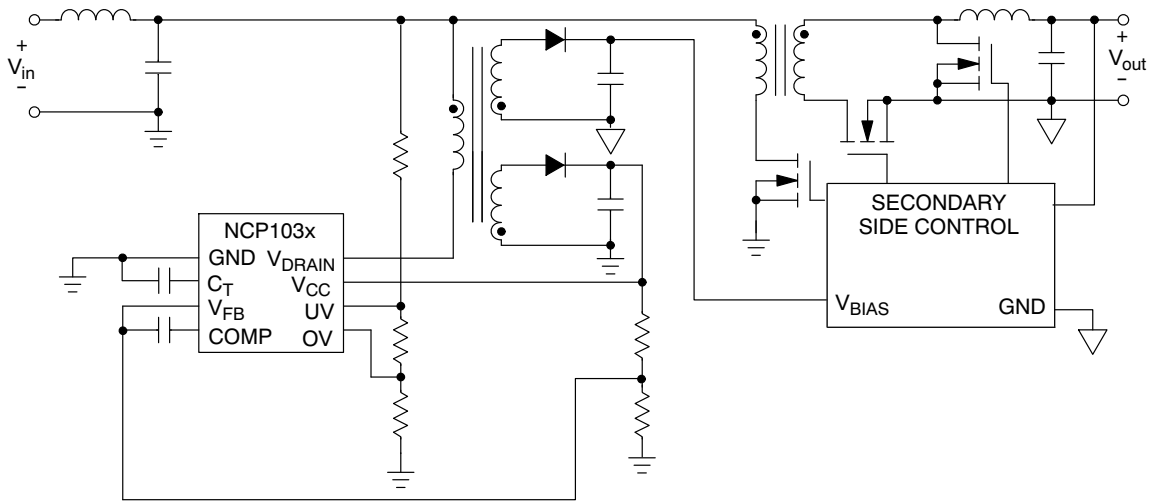 +
V_in
-
+
V_out
-
NCP103x
GND
V_DRAIN
C_T
V_CC
V_FB
UV
COMP
OV
SECONDARY
SIDE CONTROL
V_BIAS
GND